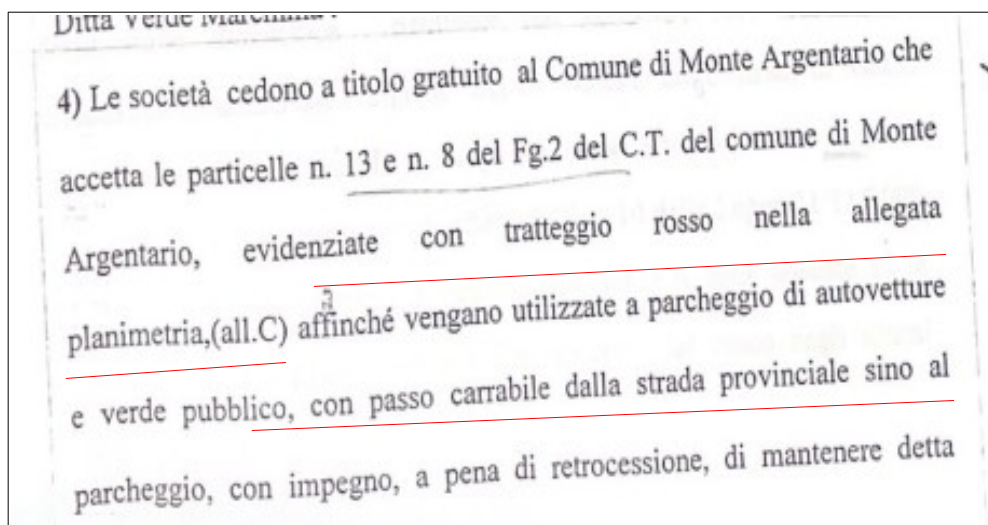 Ditta Verde
4) Le società cedono a titolo gratuito al Comune di Monte Argentario che
accetta le particelle n. 13 e n. 8 del Fg.2 del C.T. del comune di Monte
Argentario, evidenziate con tratteggio rosso nella allegata
planimetria,(all.C) affinché vengano utilizzate a parcheggio di autovetture
e verde pubblico, con passo carrabile dalla strada provinciale sino al
parcheggio, con impegno, a pena di retrocessione, di mantenere detta